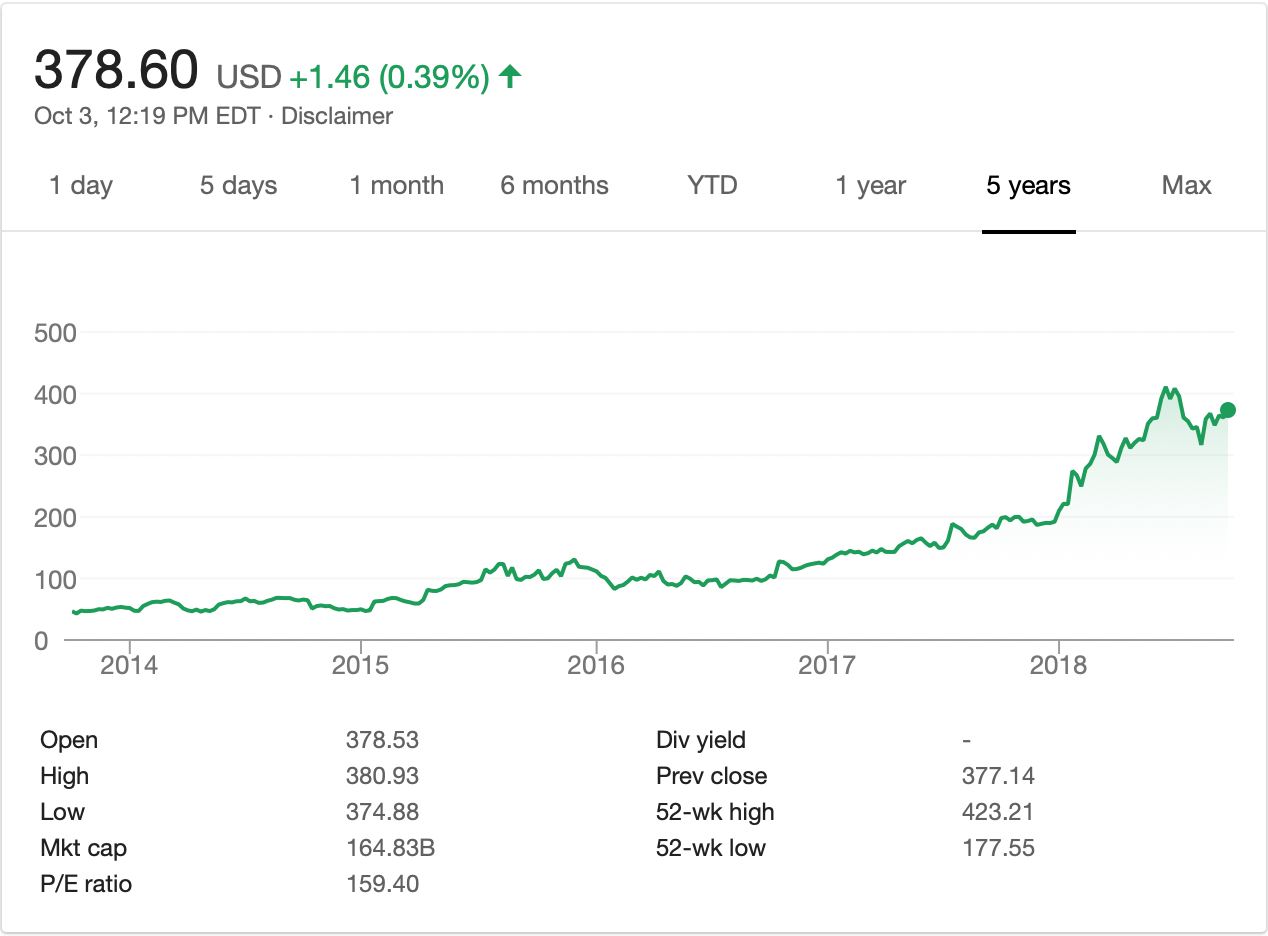 378.60 USD +1.46 (0.39%)
Oct 3, 12:19 PM EDT · Disclaimer
1 day 5 days 1 month 6 months YTD 1 year 5 years Max
500
400
300
200
100
0
2014 2015 2016 2017 2018
Open 378.53 Div yield -
High 380.93 Prev close 377.14
Low 374.88 52-wk high 423.21
Mkt cap 164.83B 52-wk low 177.55
P/E ratio 159.40